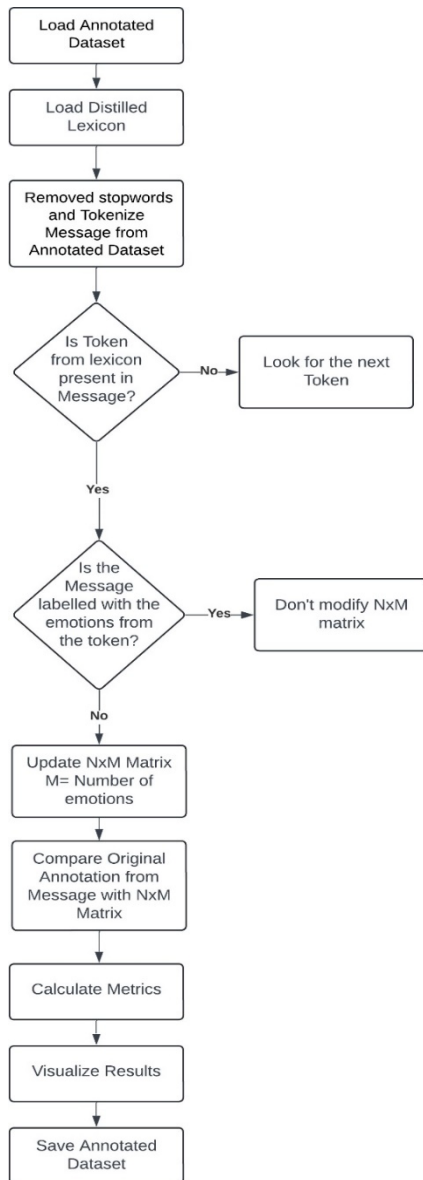 Load Annotated
Dataset
Load Distilled
Lexicon
Removed stopwords
and Tokenize
Message from
Annotated Dataset
Is Token
from lexicon
present in
Message?
No
Look for the next
Token
Yes
Is the
Message
labelled with the
emotions from
the token?
Yes
Don't modify NxM
matrix
No
Update NxM Matrix
M= Number of
emotions
Compare Original
Annotation from
Message with NxM
Matrix
Calculate Metrics
Visualize Results
Save Annotated
Dataset